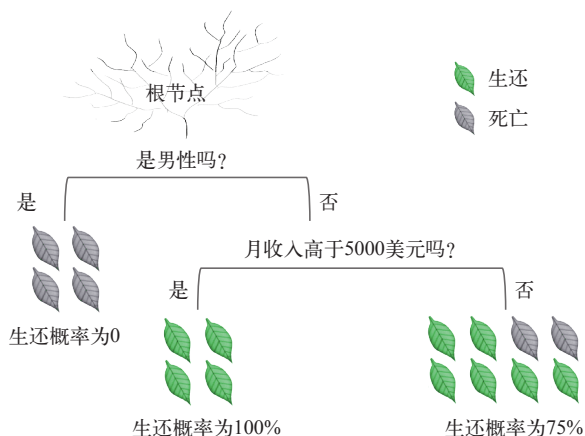 生还
根节点
死亡
是男性吗?
是
否
月收入高于5000美元吗?
是
否
生还概率为0
生还概率为100%
生还概率为75%